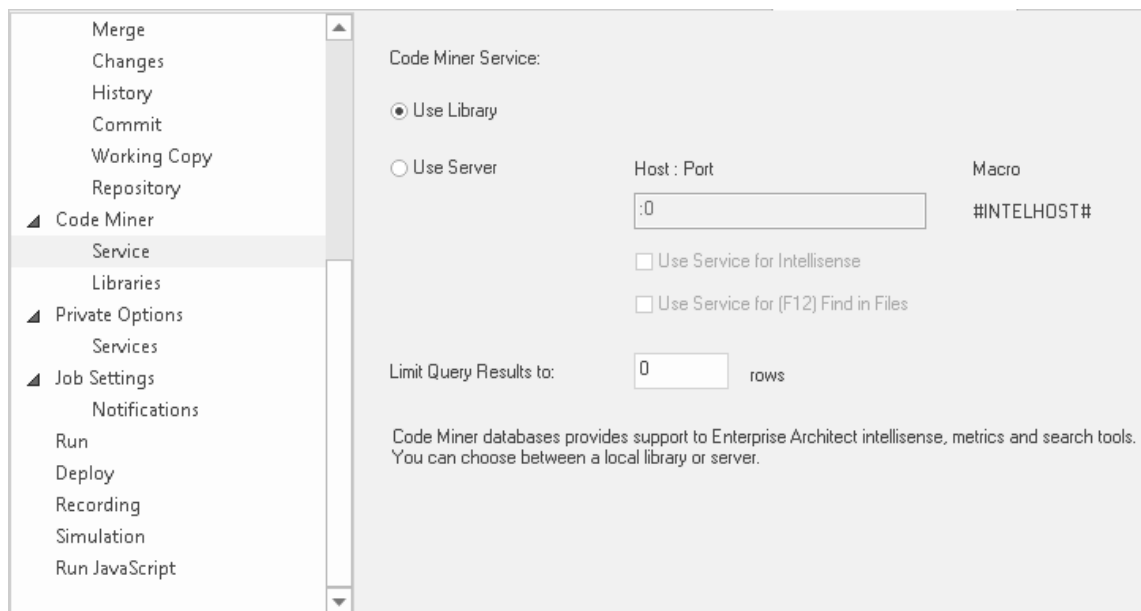 Merge
Changes
History
Commit
Working Copy
Repository
Code Miner
Service
Libraries
Private Options
Services
Job Settings
Notifications
Run
Deploy
Recording
Simulation
Run JavaScript
Code Miner Service:
Use Library
Use Server
Host : Port
Macro
:0
#INTELHOST#
Use Service for Intellisense
Use Service for (F12) Find in Files
Limit Query Results to:
0
rows
Code Miner databases provides support to Enterprise Architect intellisense, metrics and search tools.
You can choose between a local library or server.